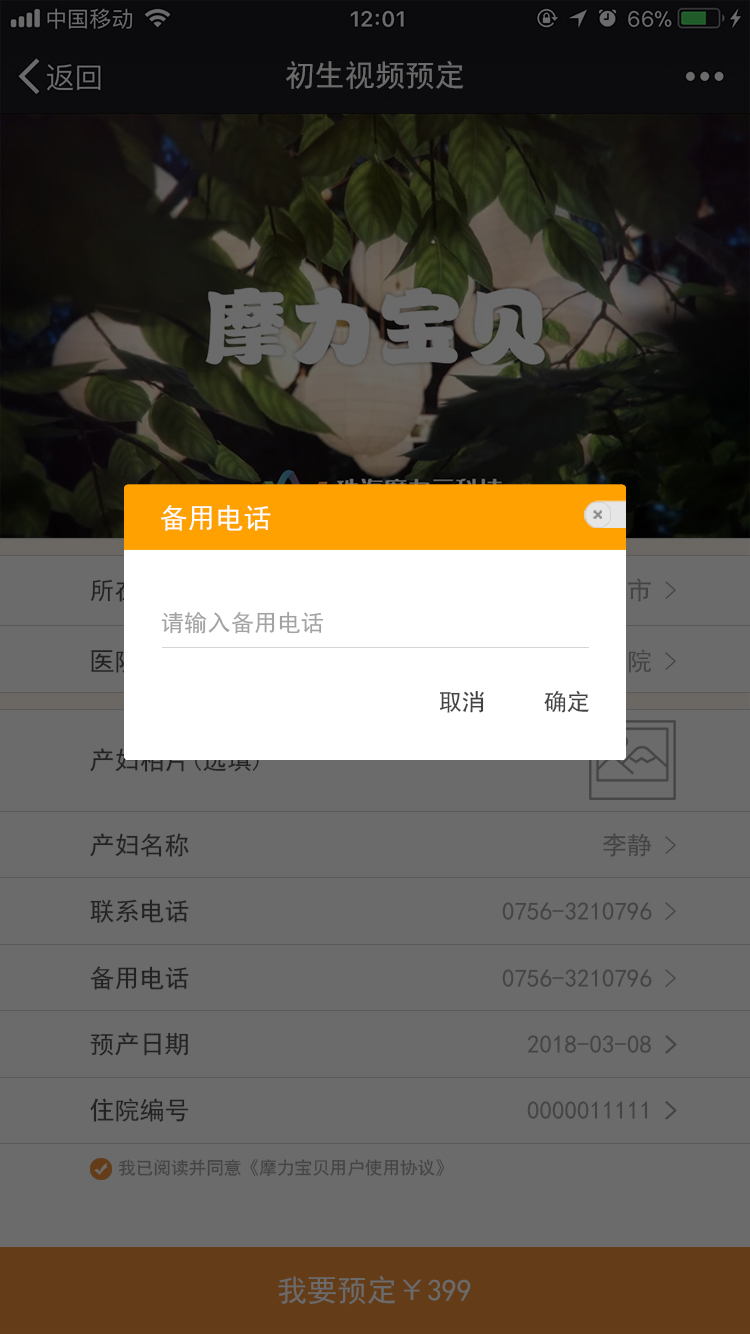 中国移动 12:01 66%
返回 初生视频预定
摩力宝贝
备用电话
所在 市
请输入备用电话
医院 院
取消 确定
产妇相片(选填)
产妇名称 李静
联系电话 0756-3210796
备用电话 0756-3210796
预产日期 2018-03-08
住院编号 0000011111
我已阅读并同意《摩力宝贝用户使用协议》
我要预定￥399